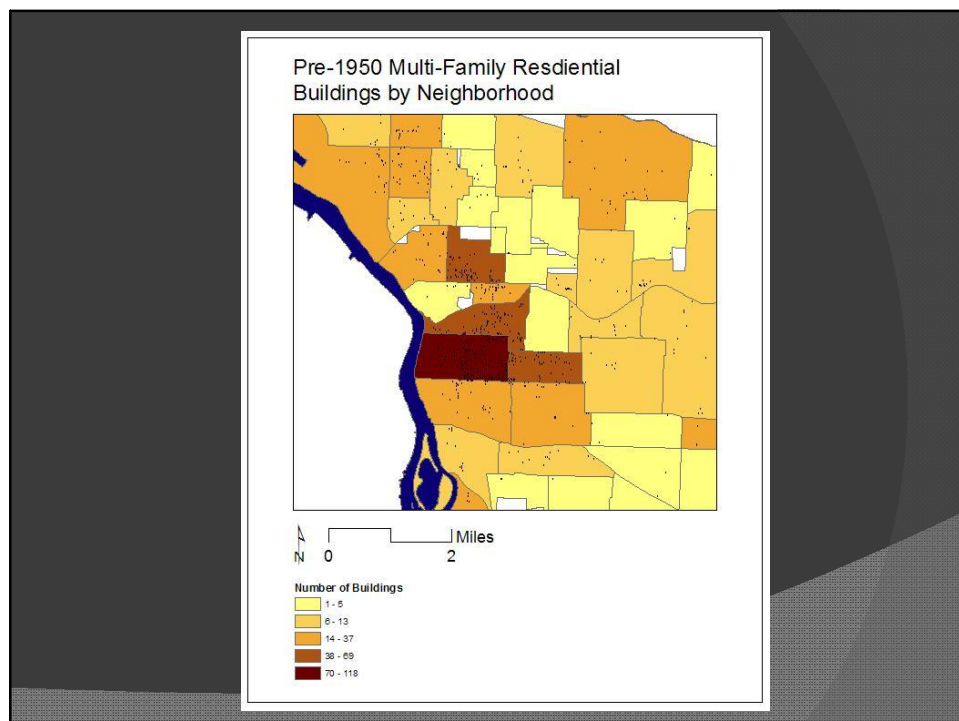 Pre-1950 Multi-Family Resdiential
Buildings by Neighborhood
N
0
2
Miles
Number of Buildings
1 - 5
6 - 13
14 - 37
38 - 69
70 - 118